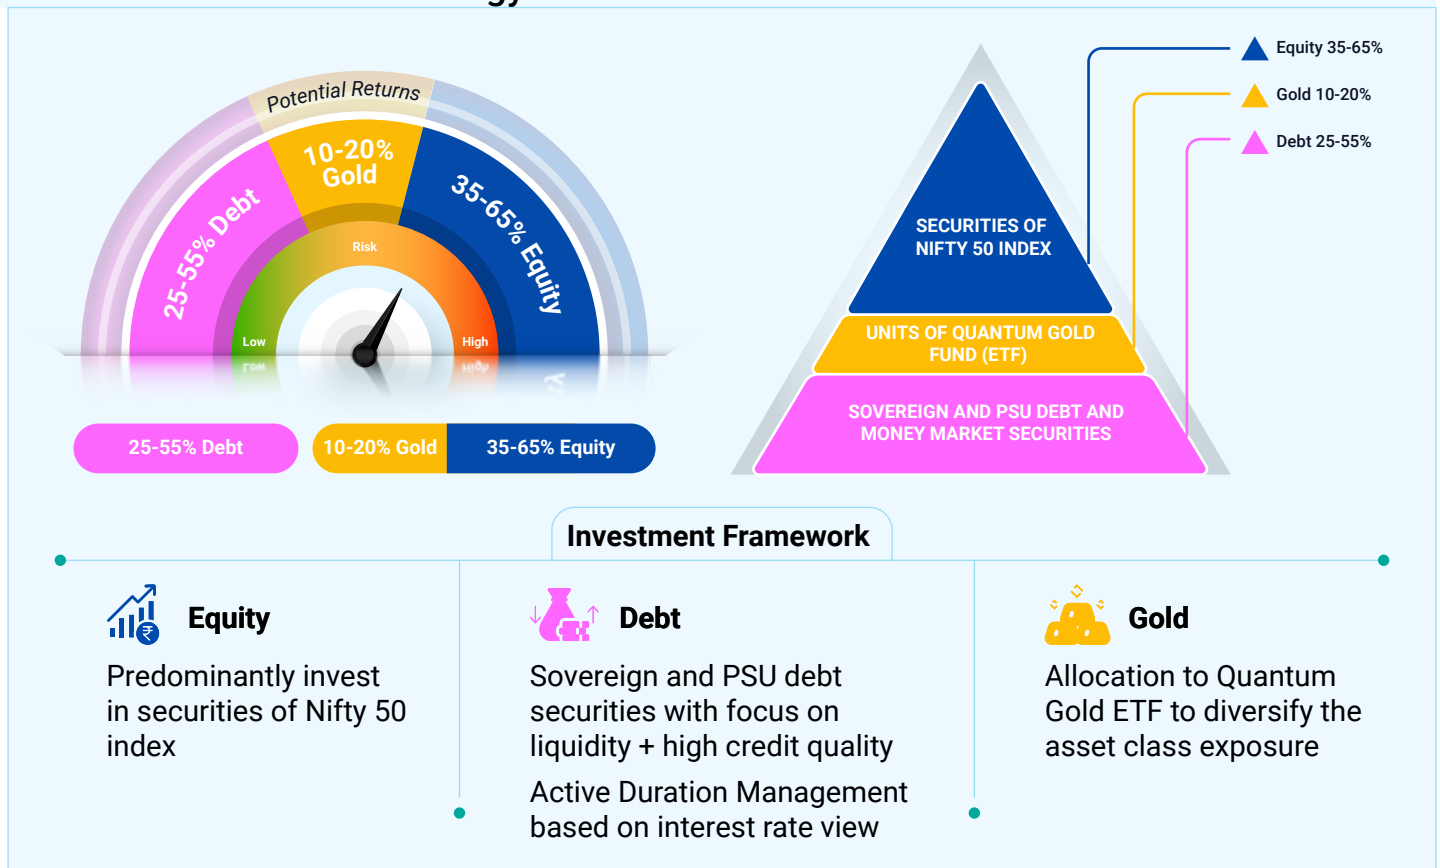 gy
Potential Returns
25-55% Debt
10-20%
Gold
35-65% Equity
Risk
Low
High
25-55% Debt
10-20% Gold
35-65% Equity
Equity 35-65%
Gold 10-20%
Debt 25-55%
SECURITIES OF
NIFTY 50 INDEX
UNITS OF QUANTUM GOLD
FUND (ETF)
SOVEREIGN AND PSU DEBT AND
MONEY MARKET SECURITIES
Investment Framework
Equity
Predominantly invest
in securities of Nifty 50
index
Debt
Sovereign and PSU debt
securities with focus on
liquidity + high credit quality
Active Duration Management
based on interest rate view
Gold
Allocation to Quantum
Gold ETF to diversify the
asset class exposure